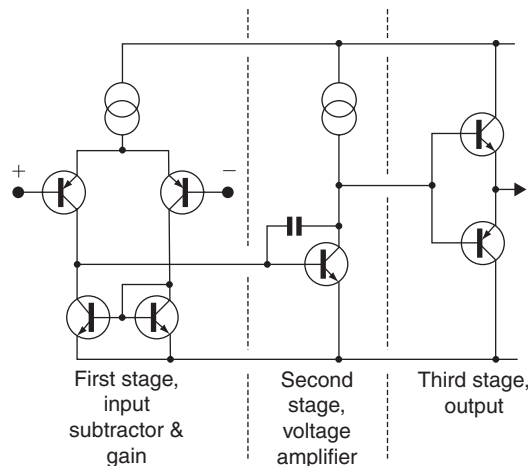 +
−
First stage,
input
subtractor &
gain
Second
stage,
voltage
amplifier
Third stage,
output